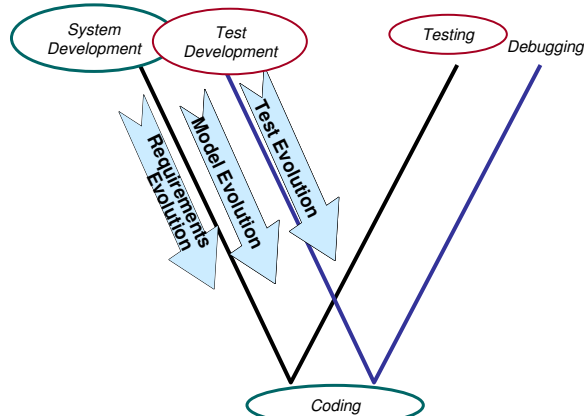 System
Development
Test
Development
Testing
Debugging
Requirements
Evolution
Model Evolution
Test Evolution
Coding